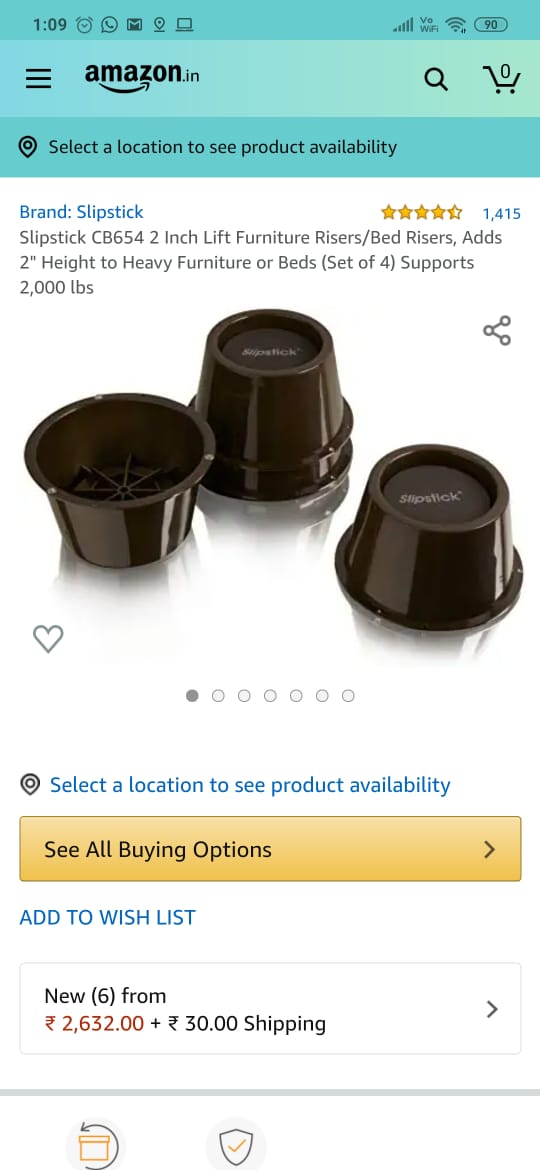 1:09
Vo
WiFi
90
amazon.in
0
Select a location to see product availability
Brand: Slipstick
1,415
Slipstick CB654 2 Inch Lift Furniture Risers/Bed Risers, Adds
2" Height to Heavy Furniture or Beds (Set of 4) Supports
2,000 lbs
Slipstick
Slipstick
Select a location to see product availability
See All Buying Options
ADD TO WISH LIST
New (6) from
₹ 2,632.00 + ₹ 30.00 Shipping